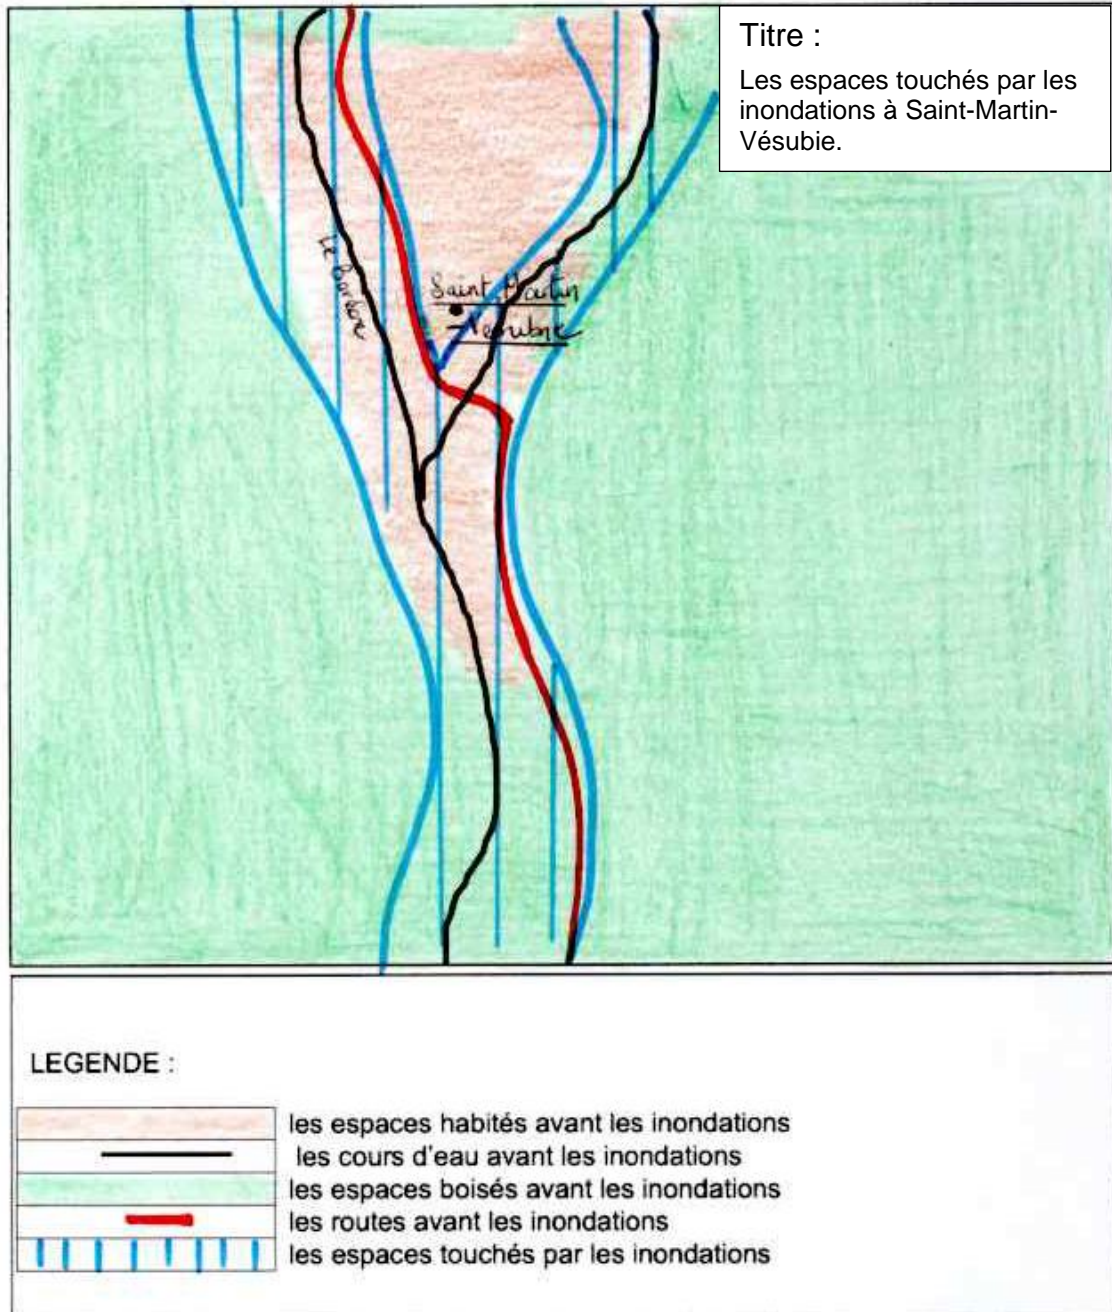 Titre :
Les espaces touchés par les
inondations à Saint-Martin-
Vésubie.
Le Boréon
Saint Martin
-Vesubie
LEGENDE :
les espaces habités avant les inondations
les cours d'eau avant les inondations
les espaces boisés avant les inondations
les routes avant les inondations
les espaces touchés par les inondations